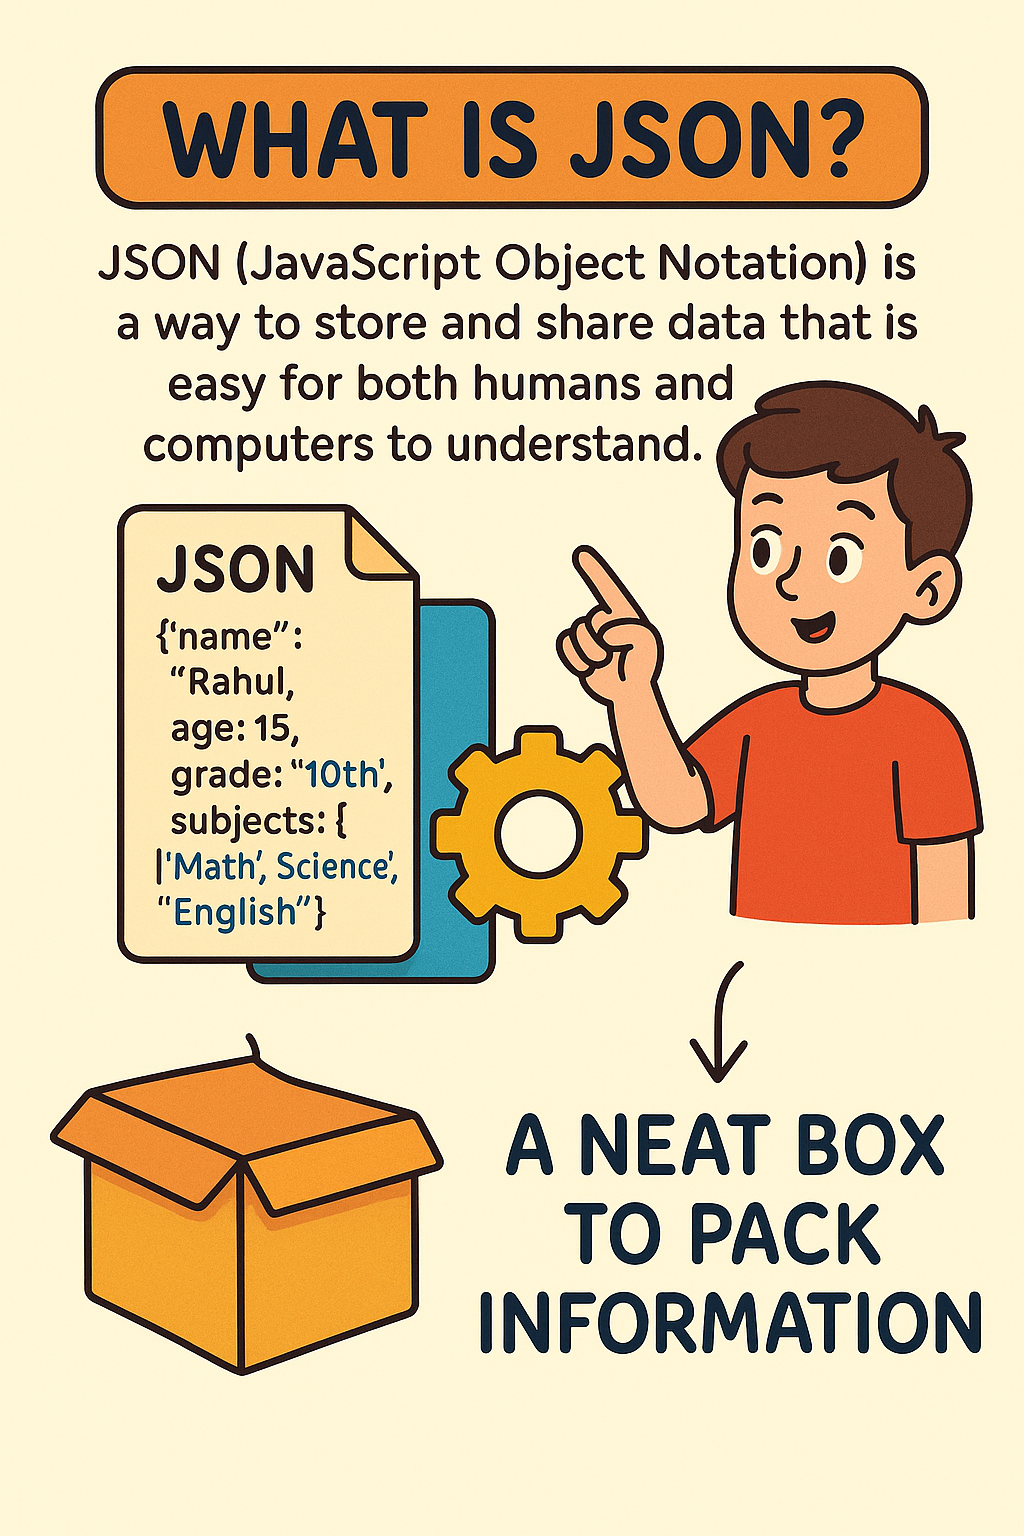 WHAT IS JSON?
JSON (JavaScript Object Notation) is
a way to store and share data that is
easy for both humans and
computers to understand.
JSON
{‘name”:
“Rahul,
age: 15,
grade: “10th’,
subjects: {
|‘Math’, Science’,
“English”}
A NEAT BOX
TO PACK
INFORMATION